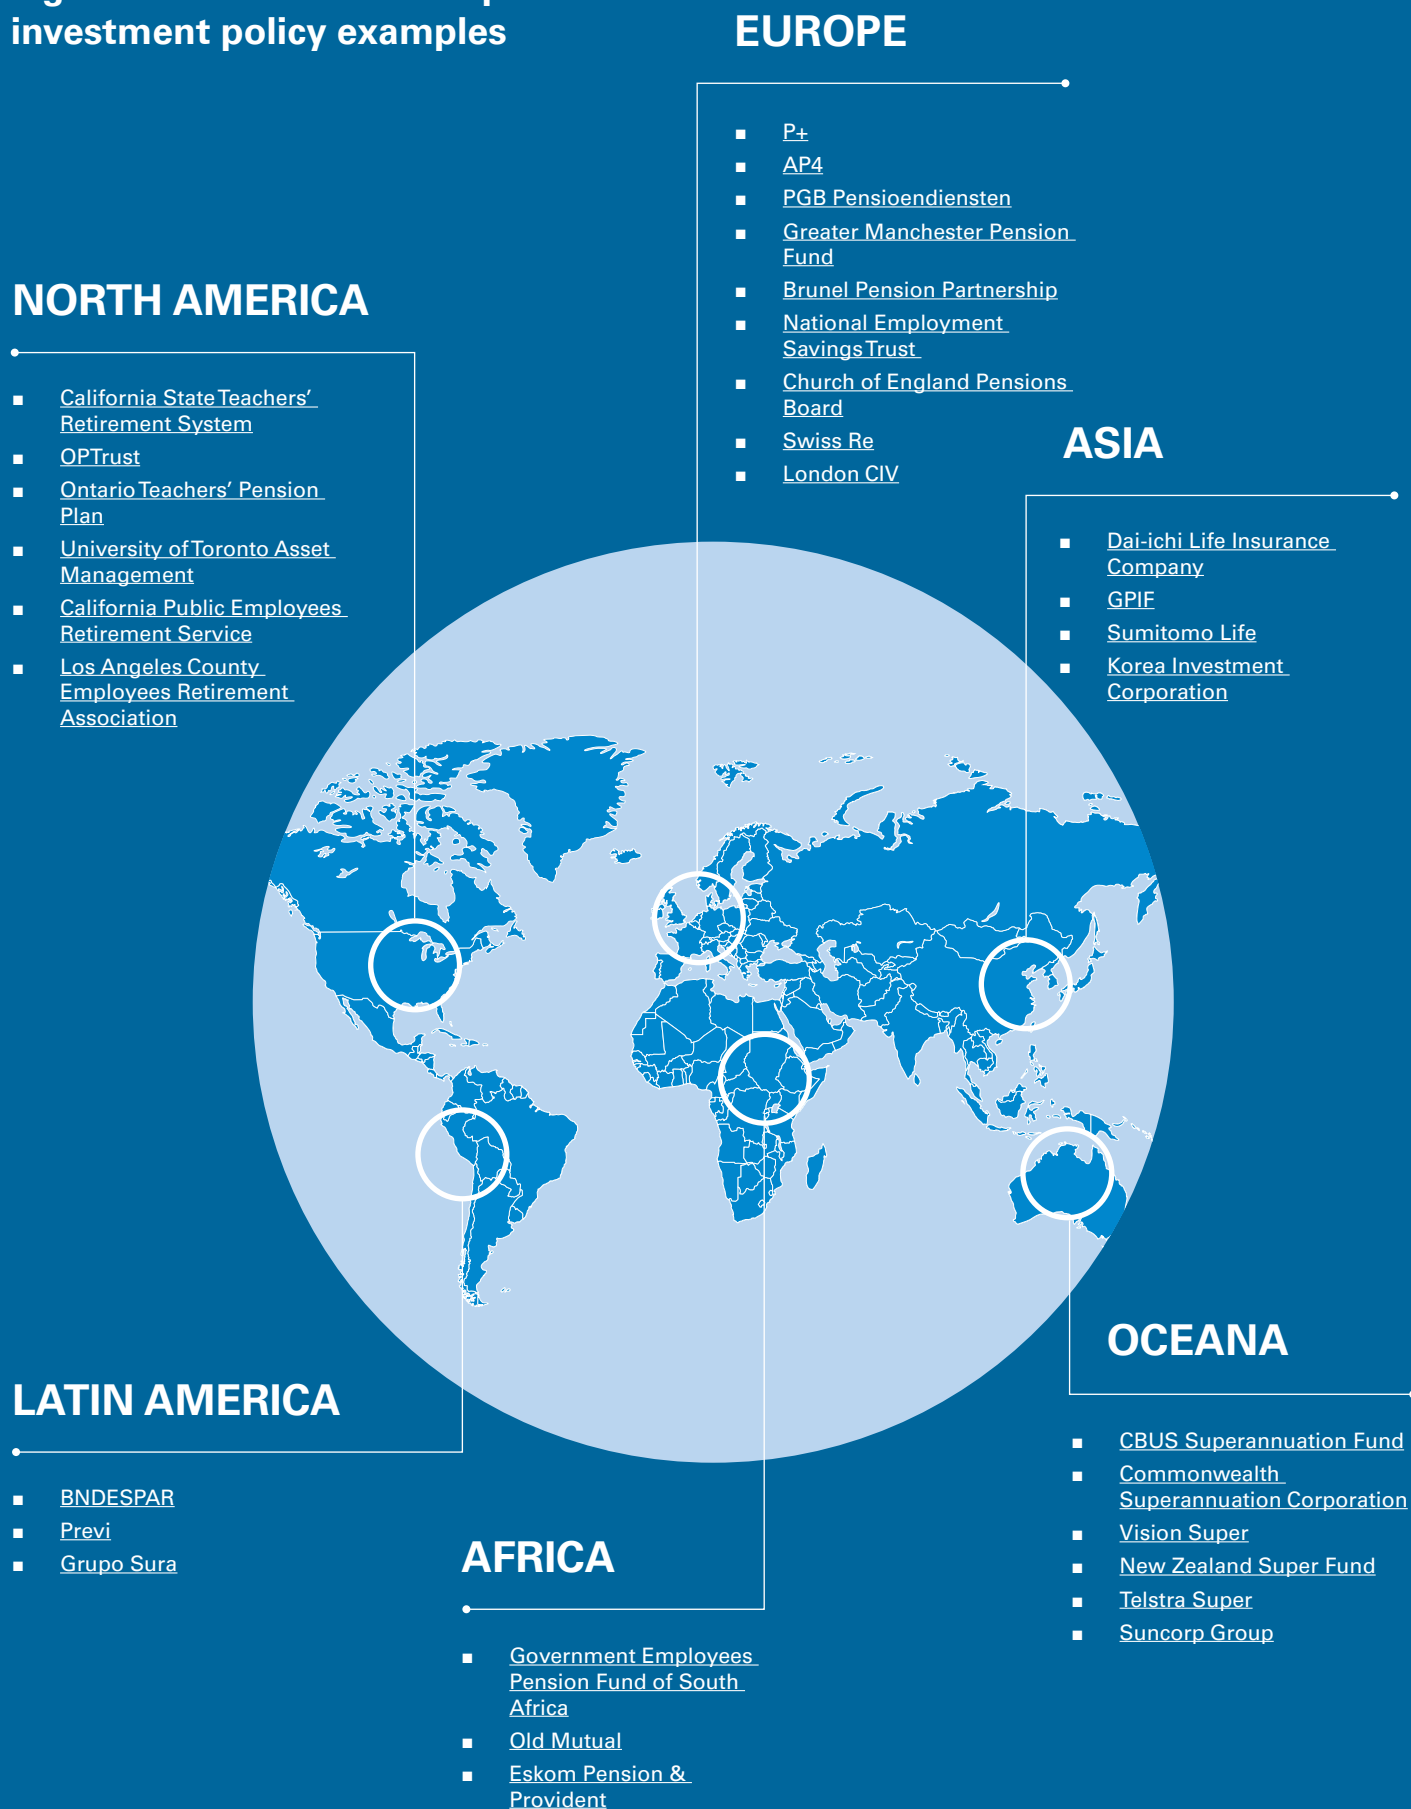 investment policy examples
EUROPE
■ P+
■ AP4
■ PGB Pensioendiensten
■ Greater Manchester Pension
Fund
■ Brunel Pension Partnership
■ National Employment
Savings Trust
■ Church of England Pensions
Board
■ Swiss Re
■ London CIV
NORTH AMERICA
■ California State Teachers’
Retirement System
■ OPTrust
■ Ontario Teachers’ Pension
Plan
■ University of Toronto Asset
Management
■ California Public Employees
Retirement Service
■ Los Angeles County
Employees Retirement
Association
ASIA
■ Dai-ichi Life Insurance
Company
■ GPIF
■ Sumitomo Life
■ Korea Investment
Corporation
OCEANA
■ CBUS Superannuation Fund
■ Commonwealth
Superannuation Corporation
■ Vision Super
■ New Zealand Super Fund
■ Telstra Super
■ Suncorp Group
LATIN AMERICA
■ BNDESPAR
■ Previ
■ Grupo Sura
AFRICA
■ Government Employees
Pension Fund of South
Africa
■ Old Mutual
■ Eskom Pension &
Provident